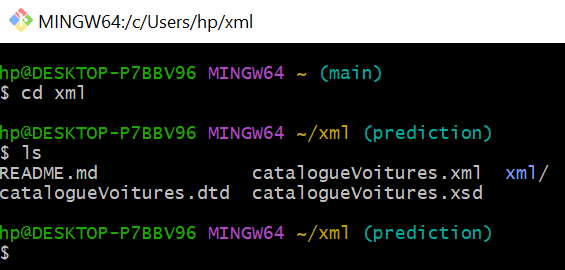 MINGW64:/c/Users/hp/xml
hp@DESKTOP-P7BBV96 MINGW64 ~ (main)
$ cd xml
hp@DESKTOP-P7BBV96 MINGW64 ~/xml (prediction)
$ ls
README.md catalogueVoitures.xml xml/
catalogueVoitures.dtd catalogueVoitures.xsd
hp@DESKTOP-P7BBV96 MINGW64 ~/xml (prediction)
$